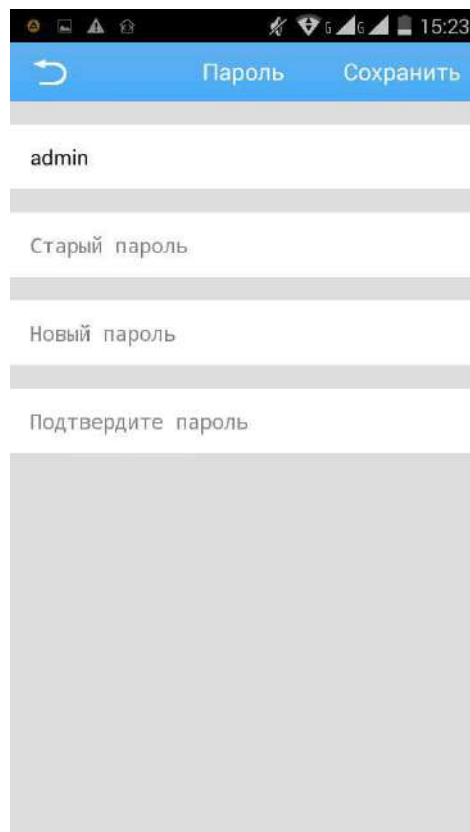 G G 15:23
Пароль Сохранить
admin
Старый пароль
Новый пароль
Подтвердите пароль